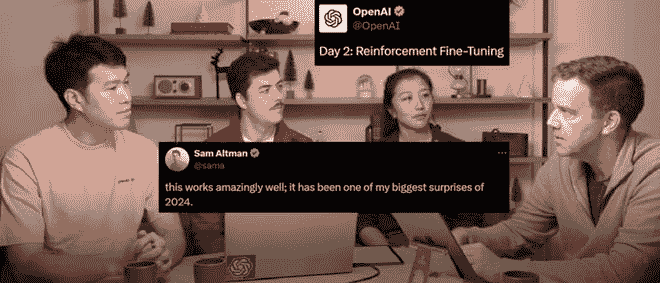 OpenAI
@OpenAI
Day 2: Reinforcement Fine-Tuning
Sam Altman
@sama
this works amazingly well; it has been one of my biggest surprises of
2024.